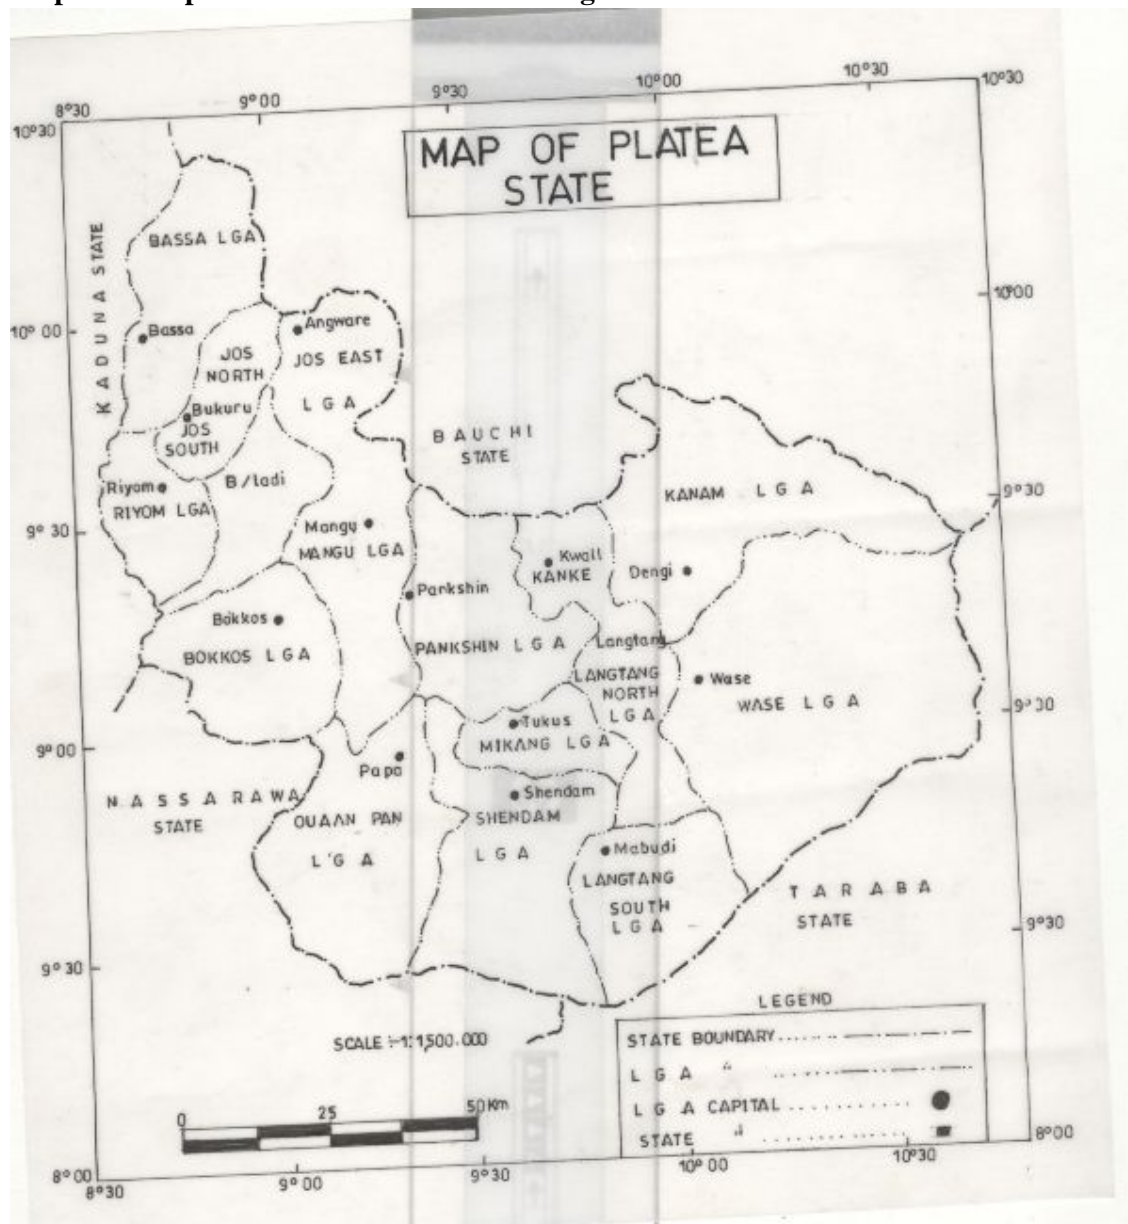 8°30
9°00
9°30
10°00
10°30
10°30
10°30
MAP OF PLATEA
STATE
KADUNA STATE
BASSA LGA
10°00
10° 00
Bassa
Angware
JOS
NORTH
JOS EAST
LGA
Bukuru
JOS
SOUTH
BAUCHI
STATE
Riyom
RIYOM LGA
B/ladi
KANAM LGA
9°30
9° 30
Mangu
MANGU LGA
Kwall
KANKE
Dengi
Pankshin
Bokkos
BOKKOS LGA
PANKSHIN LGA
Langtang
LANGTANG
NORTH
LGA
Wase
WASE LGA
9° 00
Tukus
MIKANG LGA
Papa
NASSARAWA
STATE
OUAAN PAN
L'GA
Shendam
SHENDAM
LGA
Mabudi
LANGTANG
SOUTH
LGA
TARABA
STATE
9°30
9° 30
SCALE :-1:1,500.000
0 25 50Km
LEGEND
STATE BOUNDARY
LGA "
LGA CAPITAL
STATE "
8°00
8°00
8°30
9°00
9°30
10°00
10°30